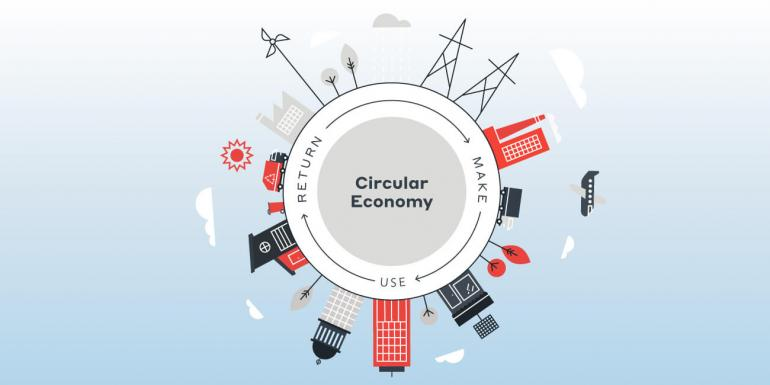 Circular
Economy
MAKE
USE
RETURN